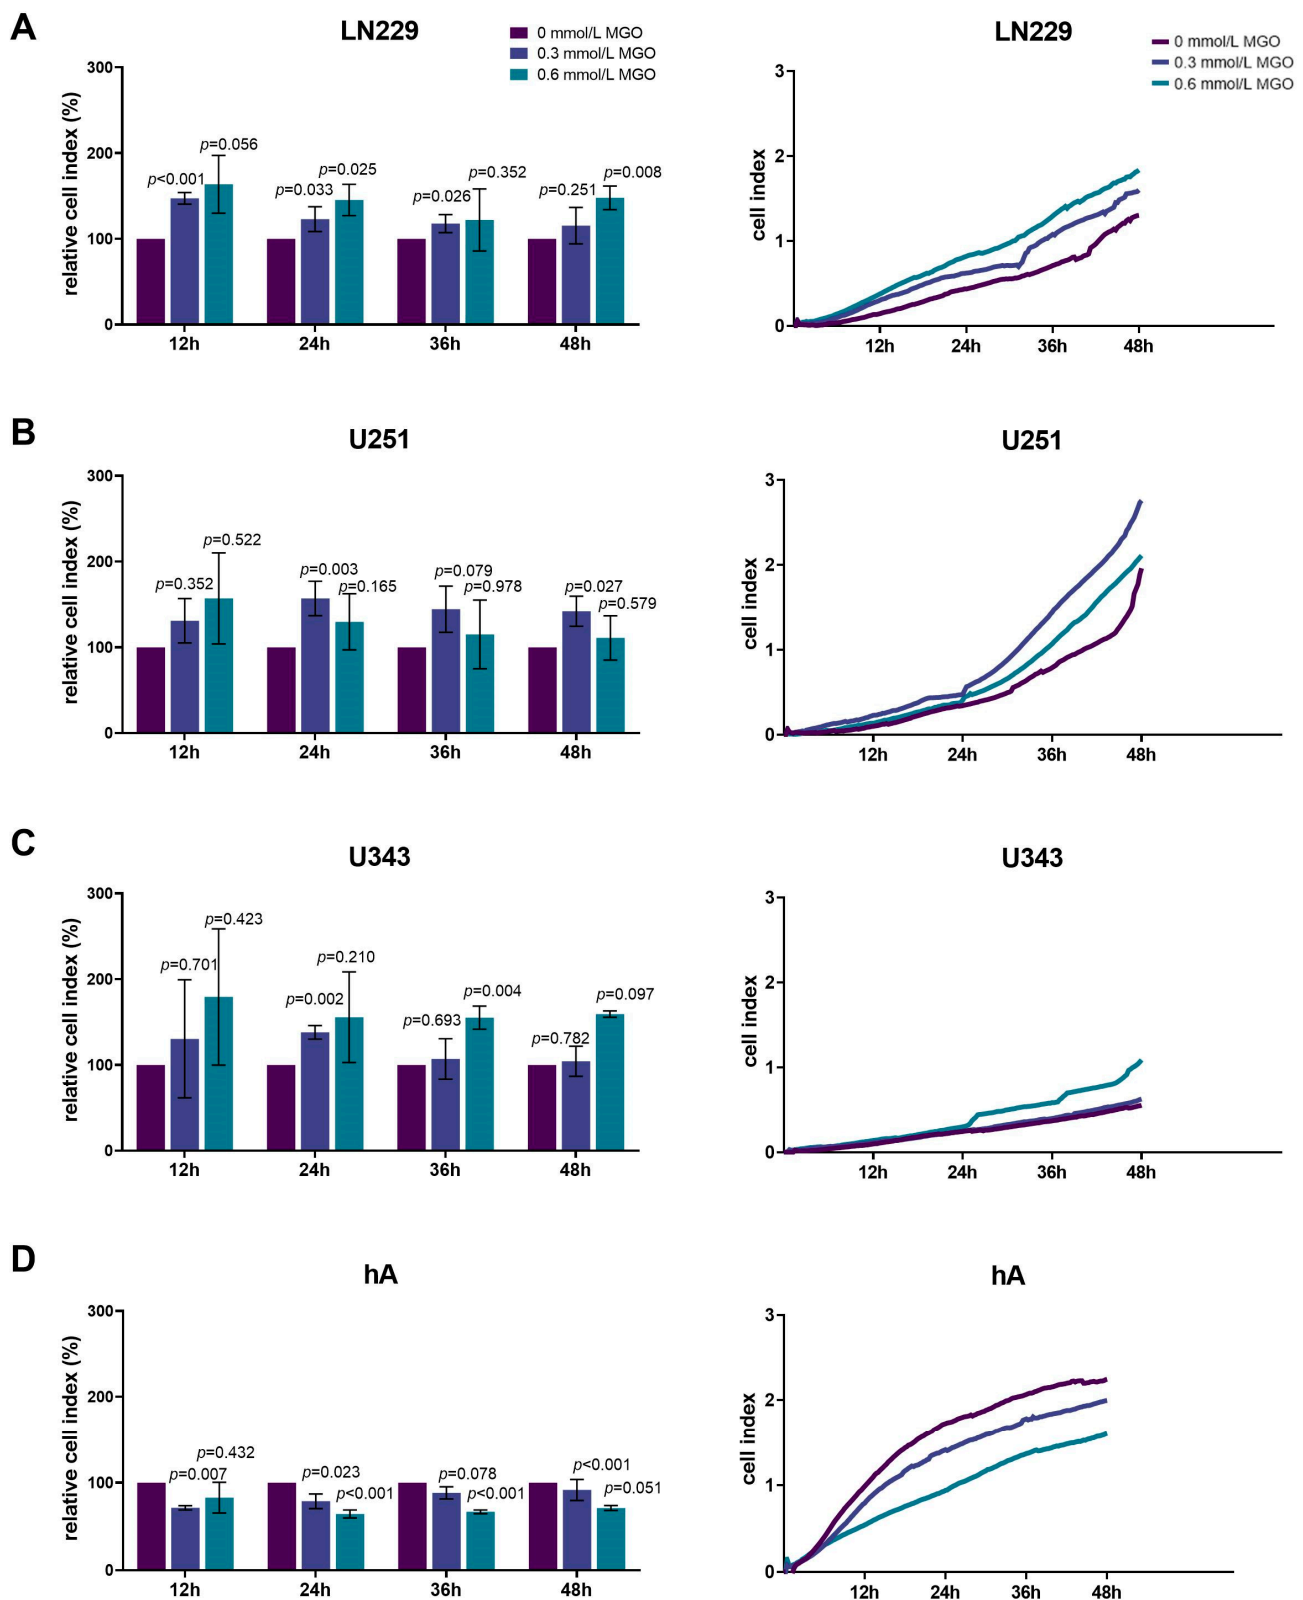 A
LN229
0 mmol/L MGO
0.3 mmol/L MGO
0.6 mmol/L MGO
relative cell index (%)
300
200
100
0
p<0.001
p=0.056
p=0.033
p=0.025
p=0.026
p=0.352
p=0.251
p=0.008
12h
24h
36h
48h
LN229
0 mmol/L MGO
0.3 mmol/L MGO
0.6 mmol/L MGO
cell index
3
2
1
0
12h
24h
36h
48h
B
U251
relative cell index (%)
300
200
100
0
p=0.352
p=0.522
p=0.003
p=0.165
p=0.079
p=0.978
p=0.027
p=0.579
12h
24h
36h
48h
U251
cell index
3
2
1
0
12h
24h
36h
48h
C
U343
relative cell index (%)
300
200
100
0
p=0.701
p=0.423
p=0.002
p=0.210
p=0.693
p=0.004
p=0.782
p=0.097
12h
24h
36h
48h
U343
cell index
3
2
1
0
12h
24h
36h
48h
D
hA
relative cell index (%)
300
200
100
0
p=0.007
p=0.432
p=0.023
p<0.001
p=0.078
p<0.001
p<0.001
p=0.051
12h
24h
36h
48h
hA
cell index
3
2
1
0
12h
24h
36h
48h